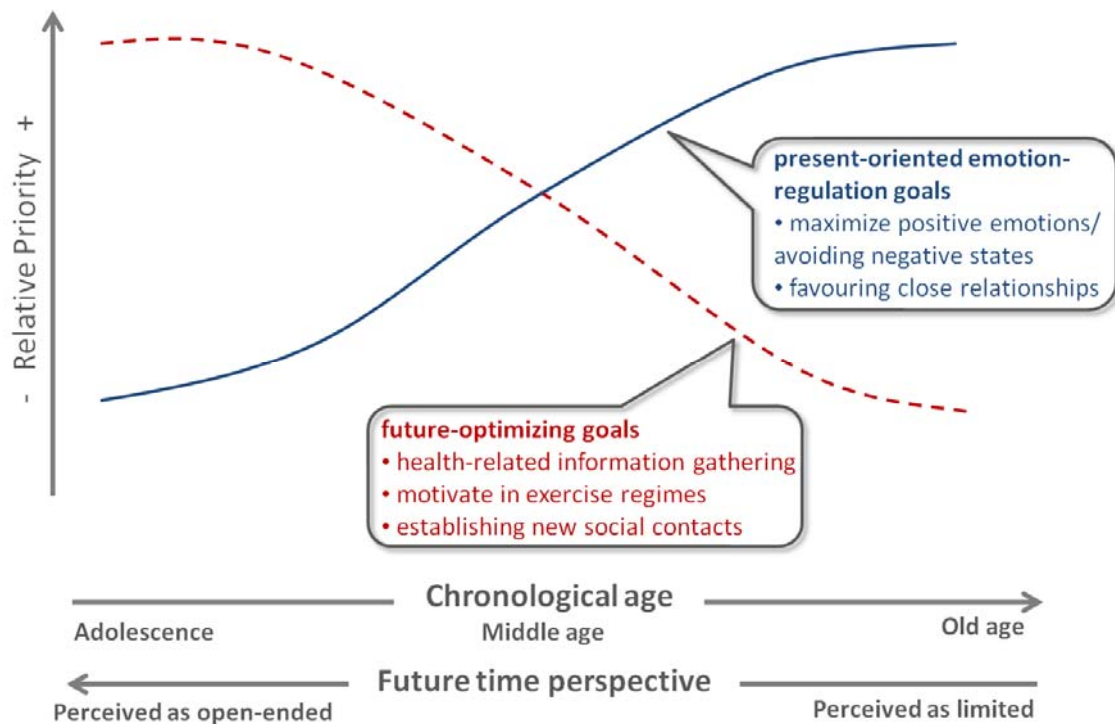 - Relative Priority +
present-oriented emotion-
regulation goals
• maximize positive emotions/
avoiding negative states
• favouring close relationships
future-optimizing goals
• health-related information gathering
• motivate in exercise regimes
• establishing new social contacts
Chronological age
Adolescence
Middle age
Old age
Future time perspective
Perceived as open-ended
Perceived as limited